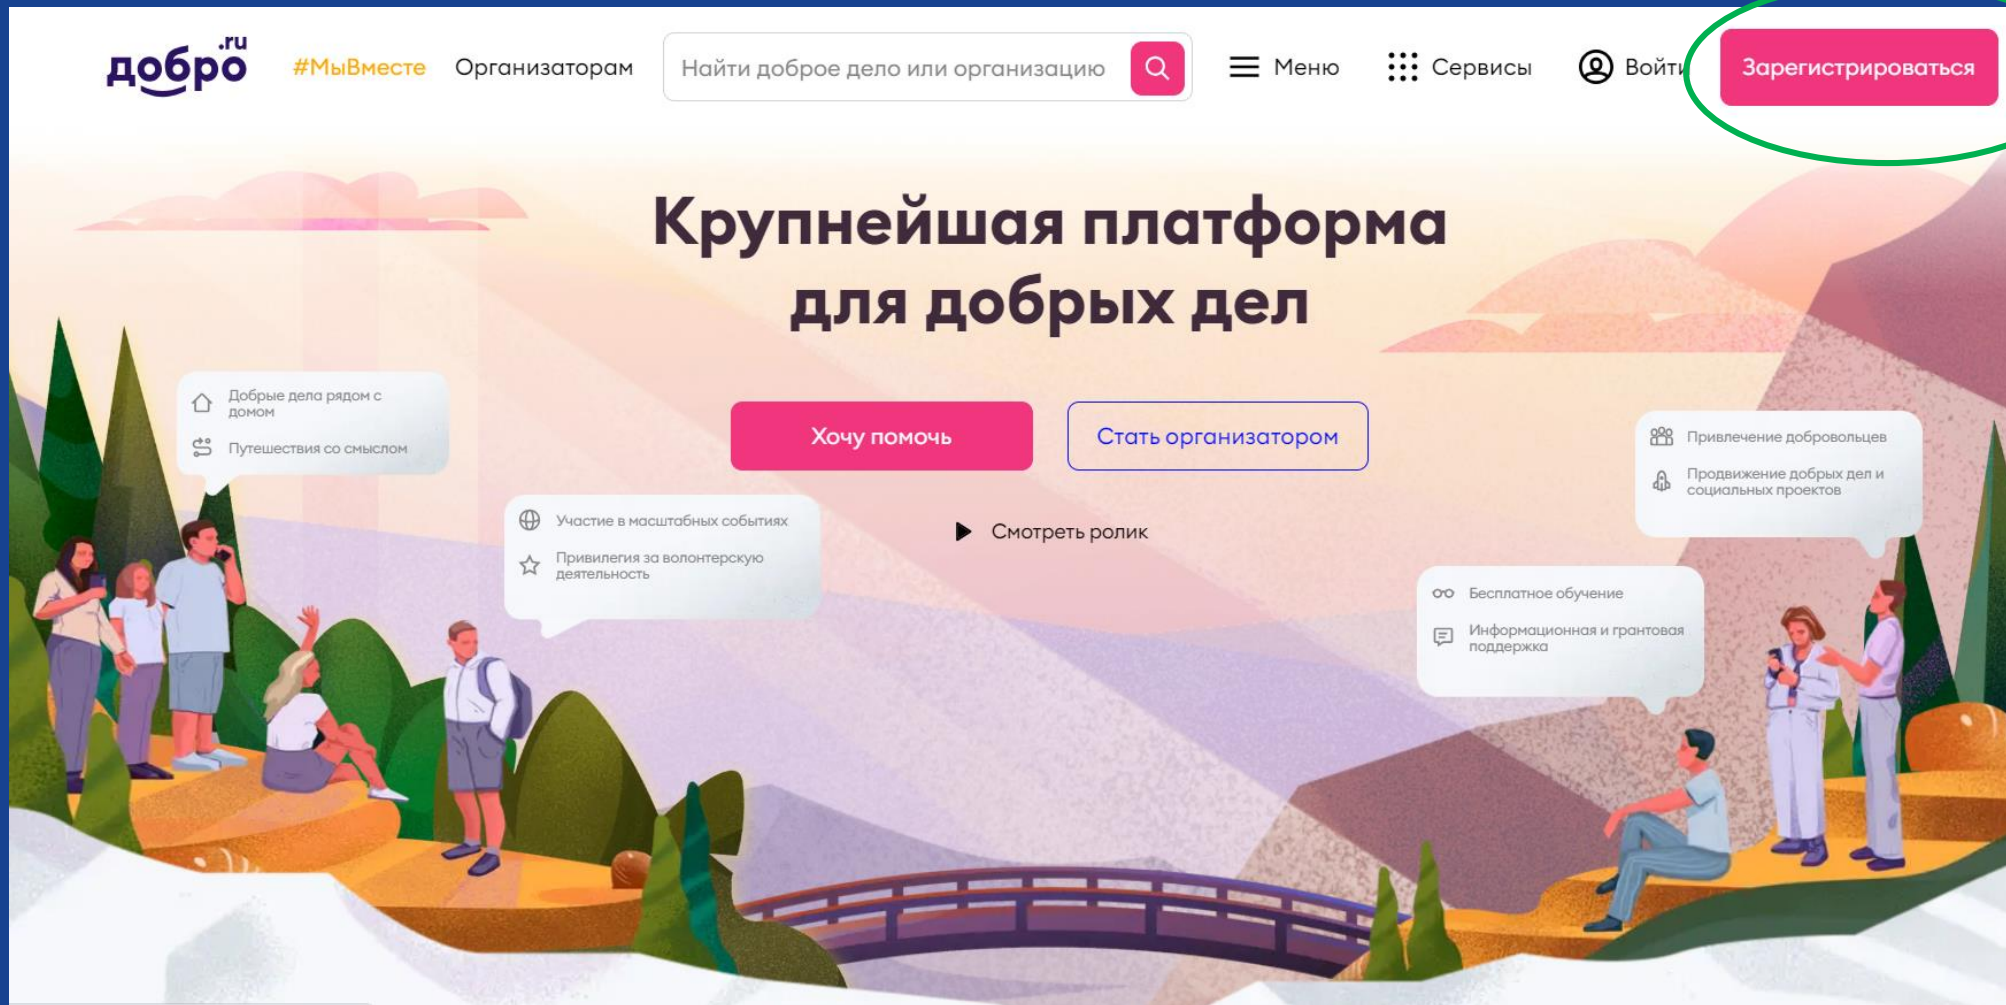 добро.ru
#МыВместе
Организаторам
Найти доброе дело или организацию
Меню
Сервисы
Войти
Зарегистрироваться
Крупнейшая платформа
для добрых дел
Хочу помочь
Стать организатором
Смотреть ролик
Добрые дела рядом с
домом
Путешествия со смыслом
Участие в масштабных событиях
Привилегия за волонтерскую
деятельность
Привлечение добровольцев
Продвижение добрых дел и
социальных проектов
Бесплатное обучение
Информационная и грантовая
поддержка